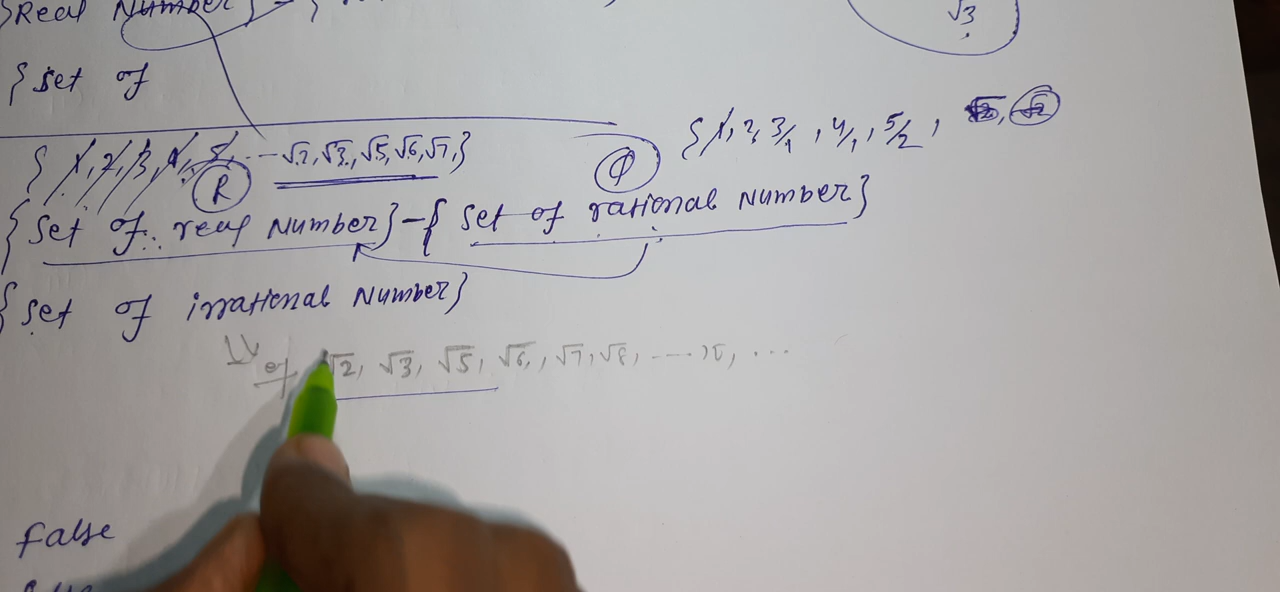 {Real Number} - {
√3
{set of
{1, 2, 3, 4, 5, --- √2, √3, √5, √6, √7,}
{1, 2, 3/1, 4/1, 5/2,
R
Q
{set of real Number} - { set of rational Number}
{set of irrational Number}
eg √2, √3, √5, √6, √7, √8, ---- ...
false